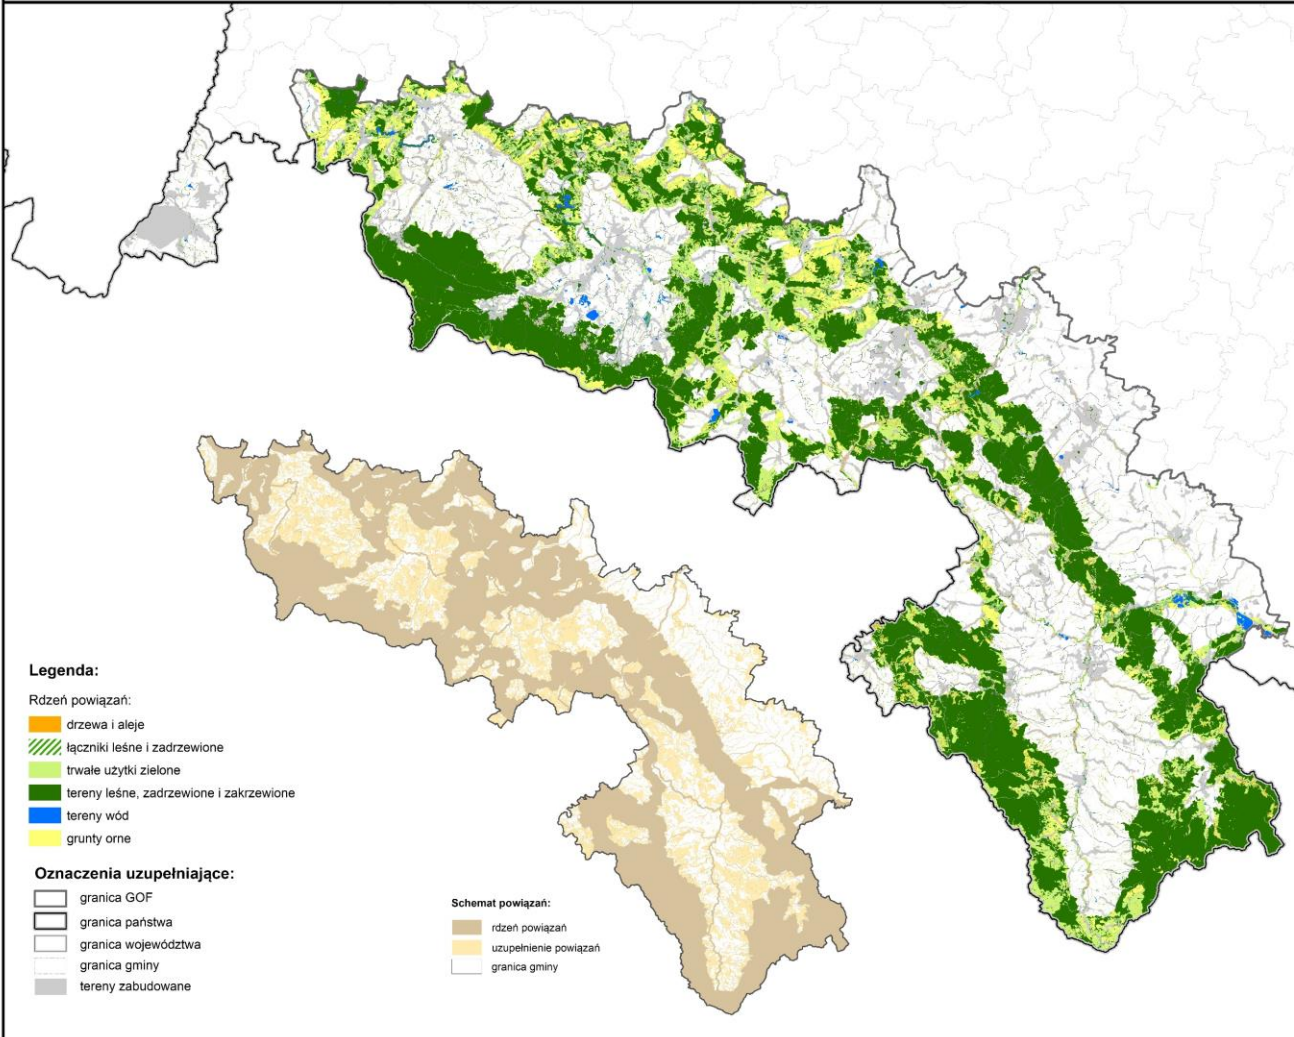 Legenda:
Rdzeń powiązań:
drzewa i aleje
łączniki leśne i zadrzewione
trwałe użytki zielone
tereny leśne, zadrzewione i zakrzewione
tereny wód
grunty orne
Oznaczenia uzupełniające:
granica GOF
granica państwa
granica województwa
granica gminy
tereny zabudowane
Schemat powiązań:
rdzeń powiązań
uzupełnienie powiązań
granica gminy